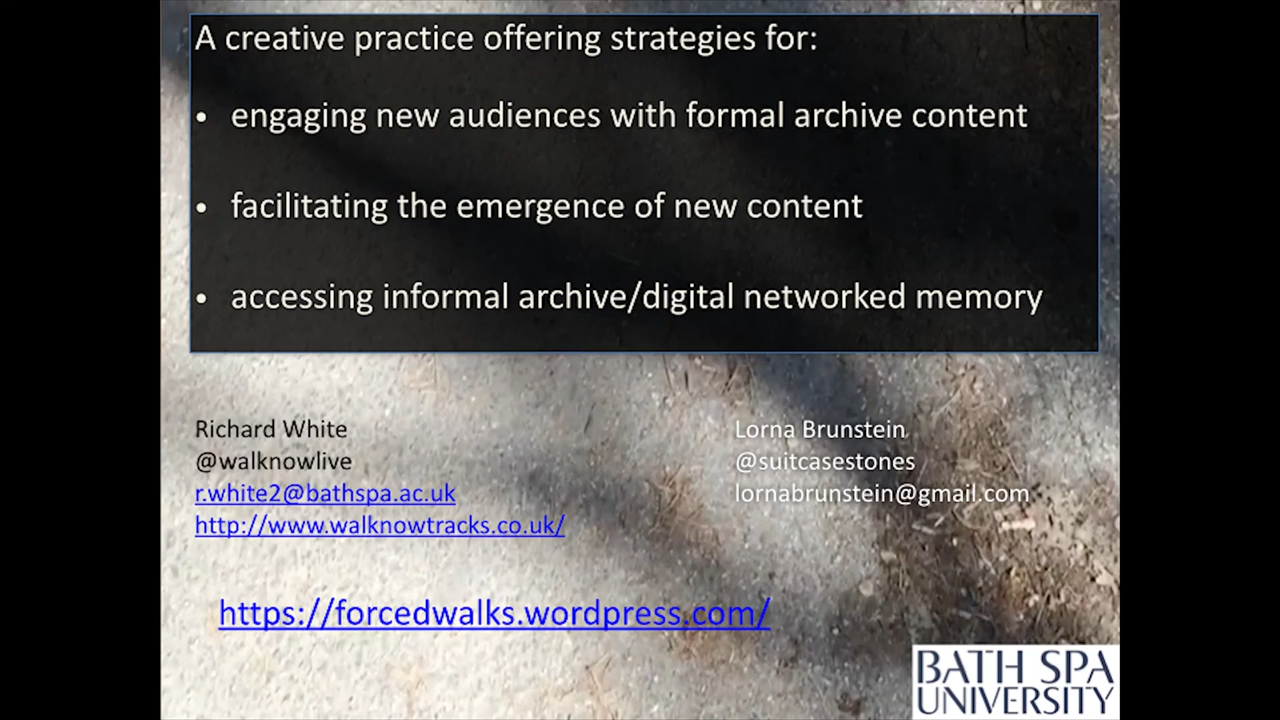 A creative practice offering strategies for:
• engaging new audiences with formal archive content
• facilitating the emergence of new content
• accessing informal archive/digital networked memory
Richard White
@walknowlive
r.white2@bathspa.ac.uk
http://www.walknowtracks.co.uk/
Lorna Brunstein
@suitcasestones
lornabrunstein@gmail.com
https://forcedwalks.wordpress.com/
BATH SPA
UNIVERSITY